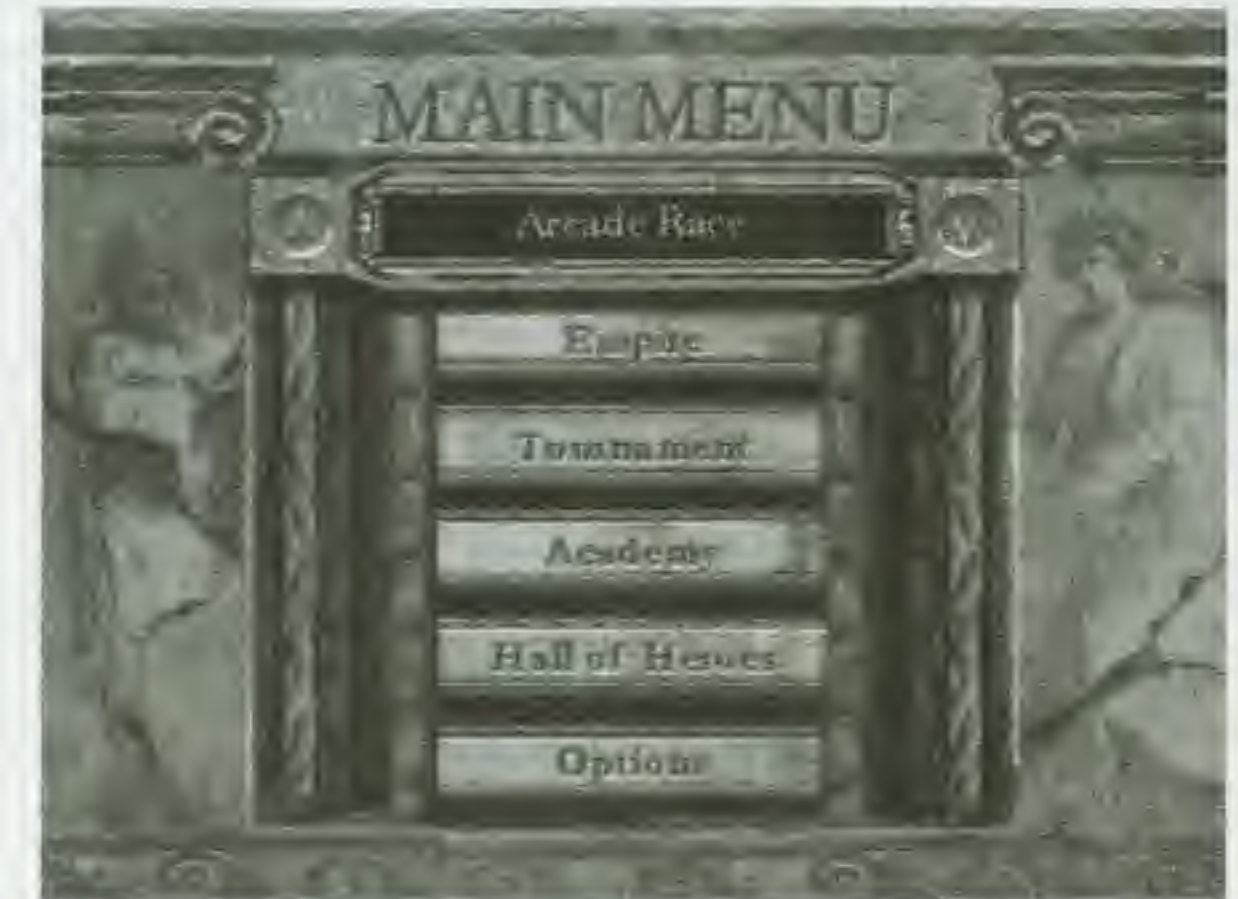 MAIN MENU
Arcade Race
Empire
Tournament
Academy
Hall of Heroes
Options